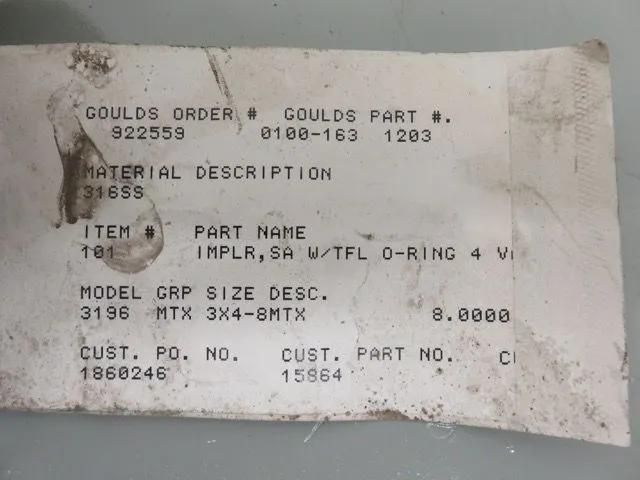 GOULDS ORDER # GOULDS PART #.
922559 0100-163 1203
MATERIAL DESCRIPTION
316SS
ITEM # PART NAME
101 IMPLR,SA W/TFL O-RING 4 V
MODEL GRP SIZE DESC.
3196 MTX 3X4-8MTX 8.0000
CUST. PO. NO. CUST. PART NO. C
1860246 15864